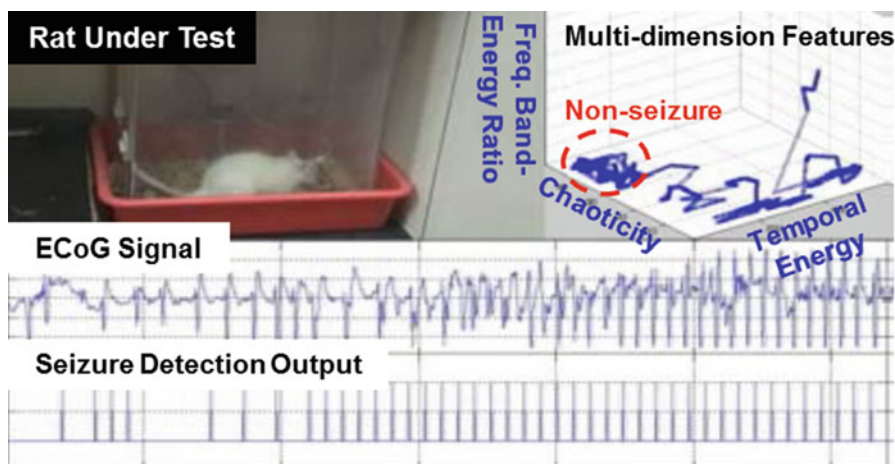 Rat Under Test
Freq. Band-
Energy Ratio
Multi-dimension Features
Non-seizure
Chaoticity
Temporal
Energy
ECoG Signal
Seizure Detection Output